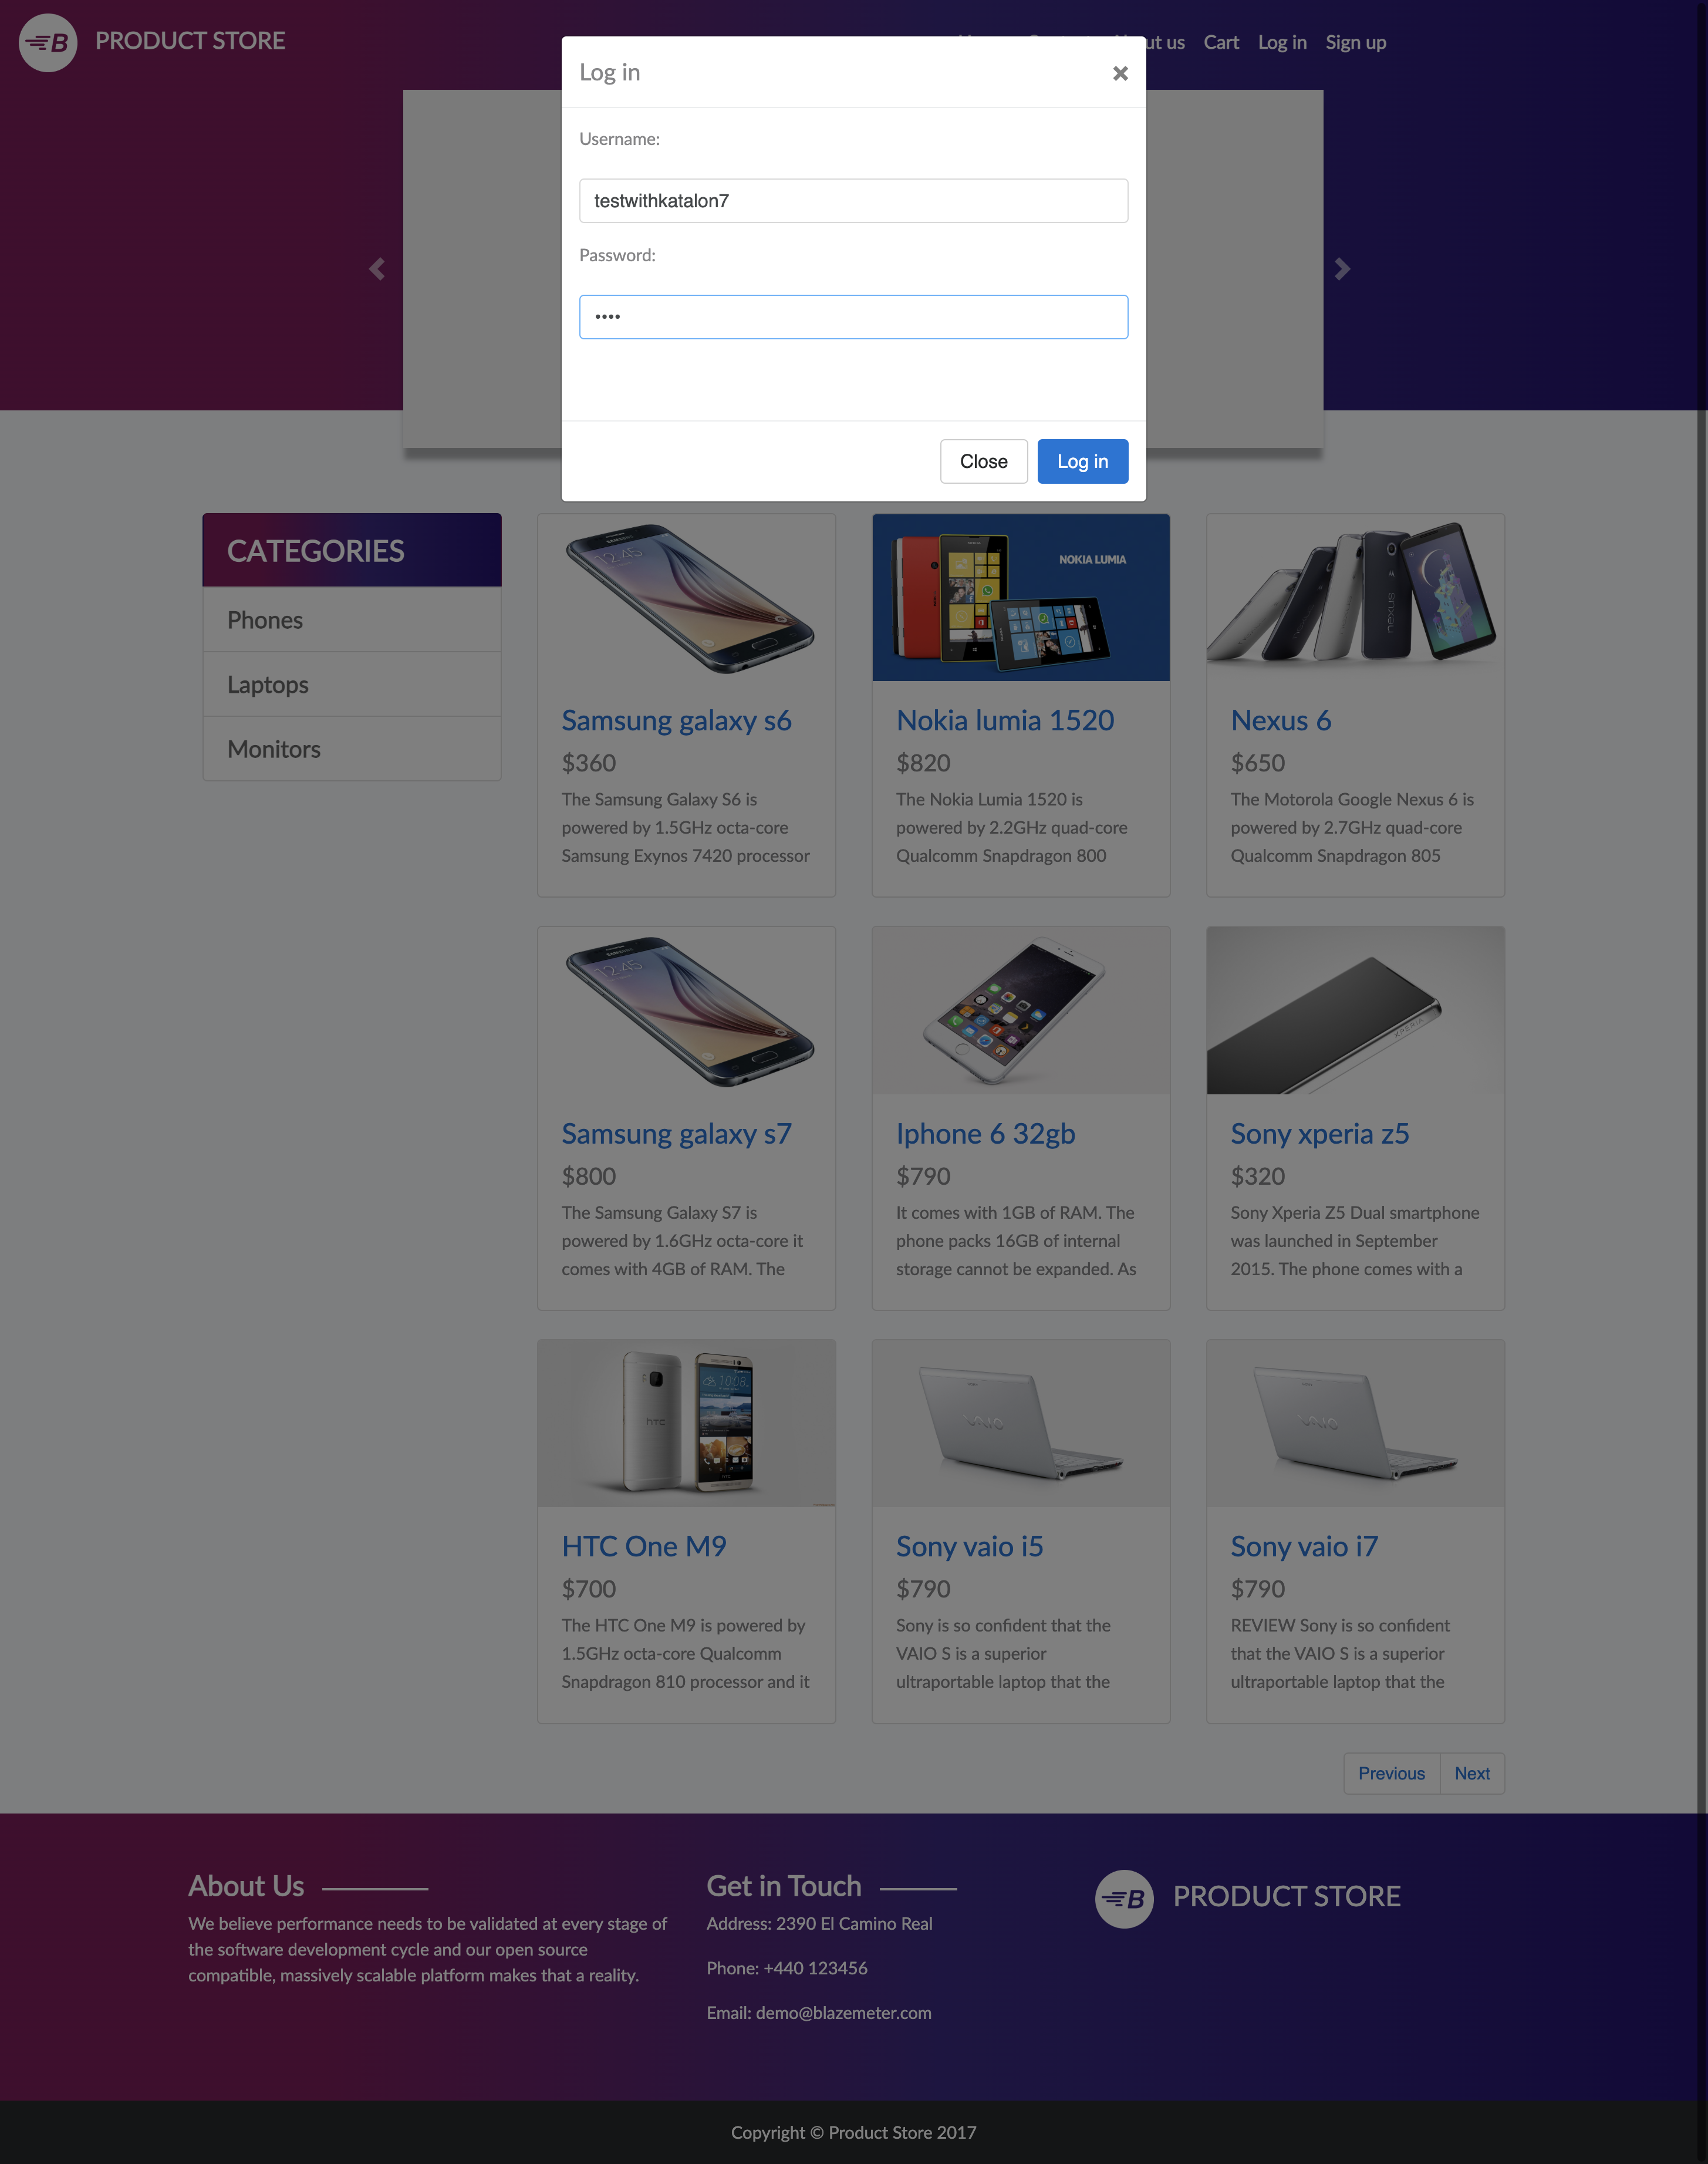 PRODUCT STORE
ut us
Cart
Log in
Sign up
Log in
×
Username:
testwithkatalon7
Password:
••••
Close
Log in
CATEGORIES
Phones
Laptops
Monitors
NOKIA LUMIA
Samsung galaxy s6
$360
The Samsung Galaxy S6 is
powered by 1.5GHz octa-core
Samsung Exynos 7420 processor
Nokia lumia 1520
$820
The Nokia Lumia 1520 is
powered by 2.2GHz quad-core
Qualcomm Snapdragon 800
nexus
Nexus 6
$650
The Motorola Google Nexus 6 is
powered by 2.7GHz quad-core
Qualcomm Snapdragon 805
Samsung galaxy s7
$800
The Samsung Galaxy S7 is
powered by 1.6GHz octa-core it
comes with 4GB of RAM. The
Iphone 6 32gb
$790
It comes with 1GB of RAM. The
phone packs 16GB of internal
storage cannot be expanded. As
XPERIA
Sony xperia z5
$320
Sony Xperia Z5 Dual smartphone
was launched in September
2015. The phone comes with a
hTC
10:08
HTC One M9
$700
The HTC One M9 is powered by
1.5GHz octa-core Qualcomm
Snapdragon 810 processor and it
VAIO
Sony vaio i5
$790
Sony is so confident that the
VAIO S is a superior
ultraportable laptop that the
VAIO
Sony vaio i7
$790
REVIEW Sony is so confident
that the VAIO S is a superior
ultraportable laptop that the
Previous
Next
About Us
We believe performance needs to be validated at every stage of
the software development cycle and our open source
compatible, massively scalable platform makes that a reality.
Get in Touch
Address: 2390 El Camino Real
Phone: +440 123456
Email: demo@blazemeter.com
B
PRODUCT STORE
Copyright © Product Store 2017